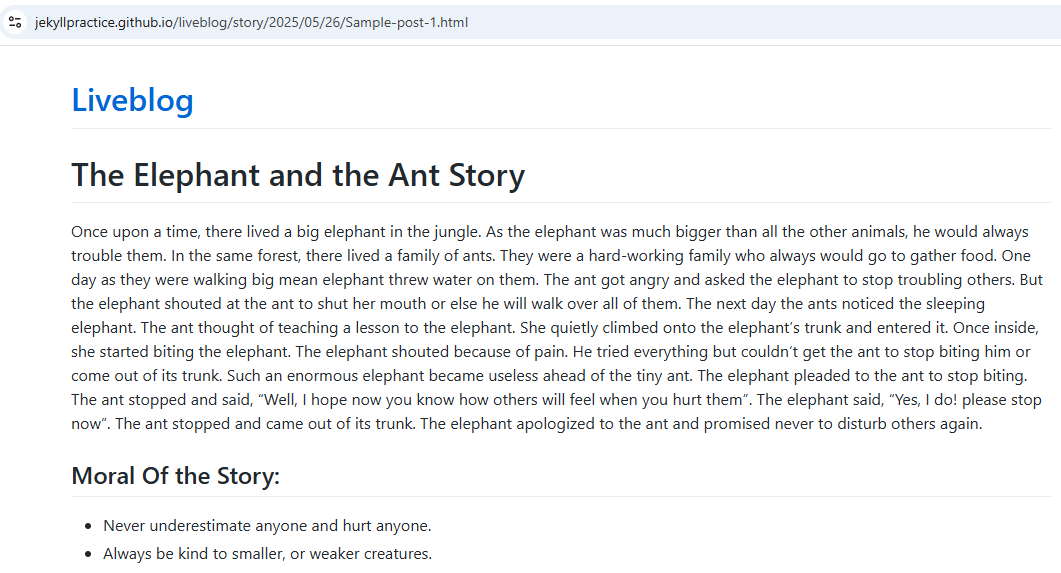 jekyllpractice.github.io/liveblog/story/2025/05/26/Sample-post-1.html
Liveblog
The Elephant and the Ant Story
Once upon a time, there lived a big elephant in the jungle. As the elephant was much bigger than all the other animals, he would always
trouble them. In the same forest, there lived a family of ants. They were a hard-working family who always would go to gather food. One
day as they were walking big mean elephant threw water on them. The ant got angry and asked the elephant to stop troubling others. But
the elephant shouted at the ant to shut her mouth or else he will walk over all of them. The next day the ants noticed the sleeping
elephant. The ant thought of teaching a lesson to the elephant. She quietly climbed onto the elephant’s trunk and entered it. Once inside,
she started biting the elephant. The elephant shouted because of pain. He tried everything but couldn’t get the ant to stop biting him or
come out of its trunk. Such an enormous elephant became useless ahead of the tiny ant. The elephant pleaded to the ant to stop biting.
The ant stopped and said, “Well, I hope now you know how others will feel when you hurt them”. The elephant said, “Yes, I do! please stop
now”. The ant stopped and came out of its trunk. The elephant apologized to the ant and promised never to disturb others again.
Moral Of the Story:
• Never underestimate anyone and hurt anyone.
• Always be kind to smaller, or weaker creatures.